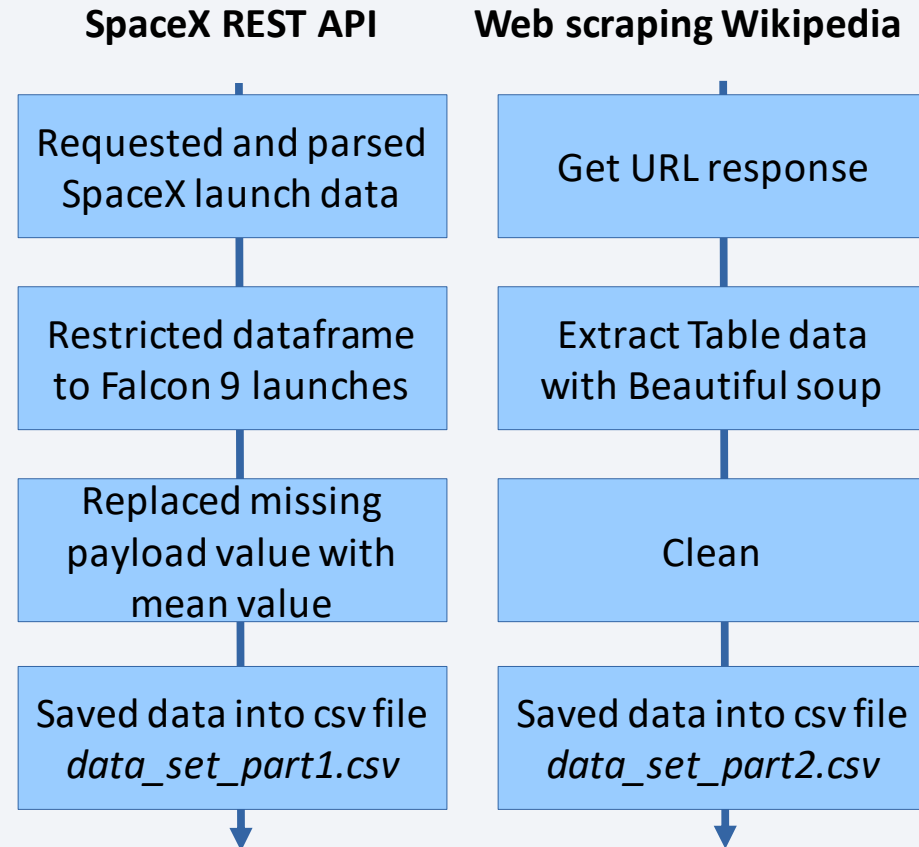 SpaceX REST API
Requested and parsed
SpaceX launch data
Restricted dataframe
to Falcon 9 launches
Replaced missing
payload value with
mean value
Saved data into csv file
data_set_part1.csv
Web scraping Wikipedia
Get URL response
Extract Table data
with Beautiful soup
Clean
Saved data into csv file
data_set_part2.csv